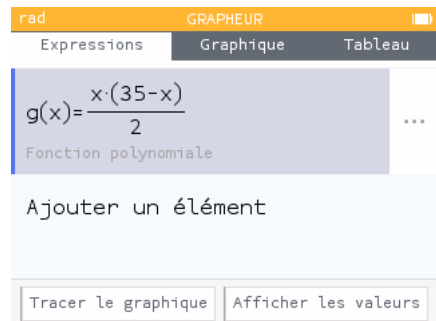 rad GRAPHEUR
Expressions Graphique Tableau
g(x)=x·(35-x)/2
Fonction polynomiale
...
Ajouter un élément
Tracer le graphique Afficher les valeurs